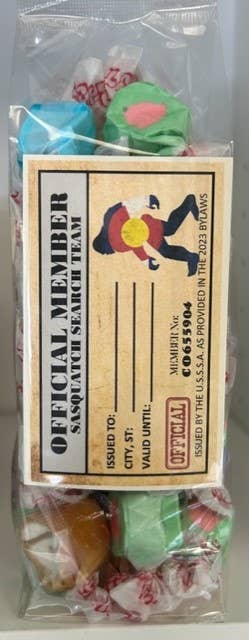 OFFICIAL MEMBER
SASQUATCH SEARCH TEAM
ISSUED TO:
CITY, ST:
VALID UNTIL:
MEMBER No:
CO655904
OFFICIAL
ISSUED BY THE U.S.S.S.A. AS PROVIDED IN THE 2023 BYLAWS